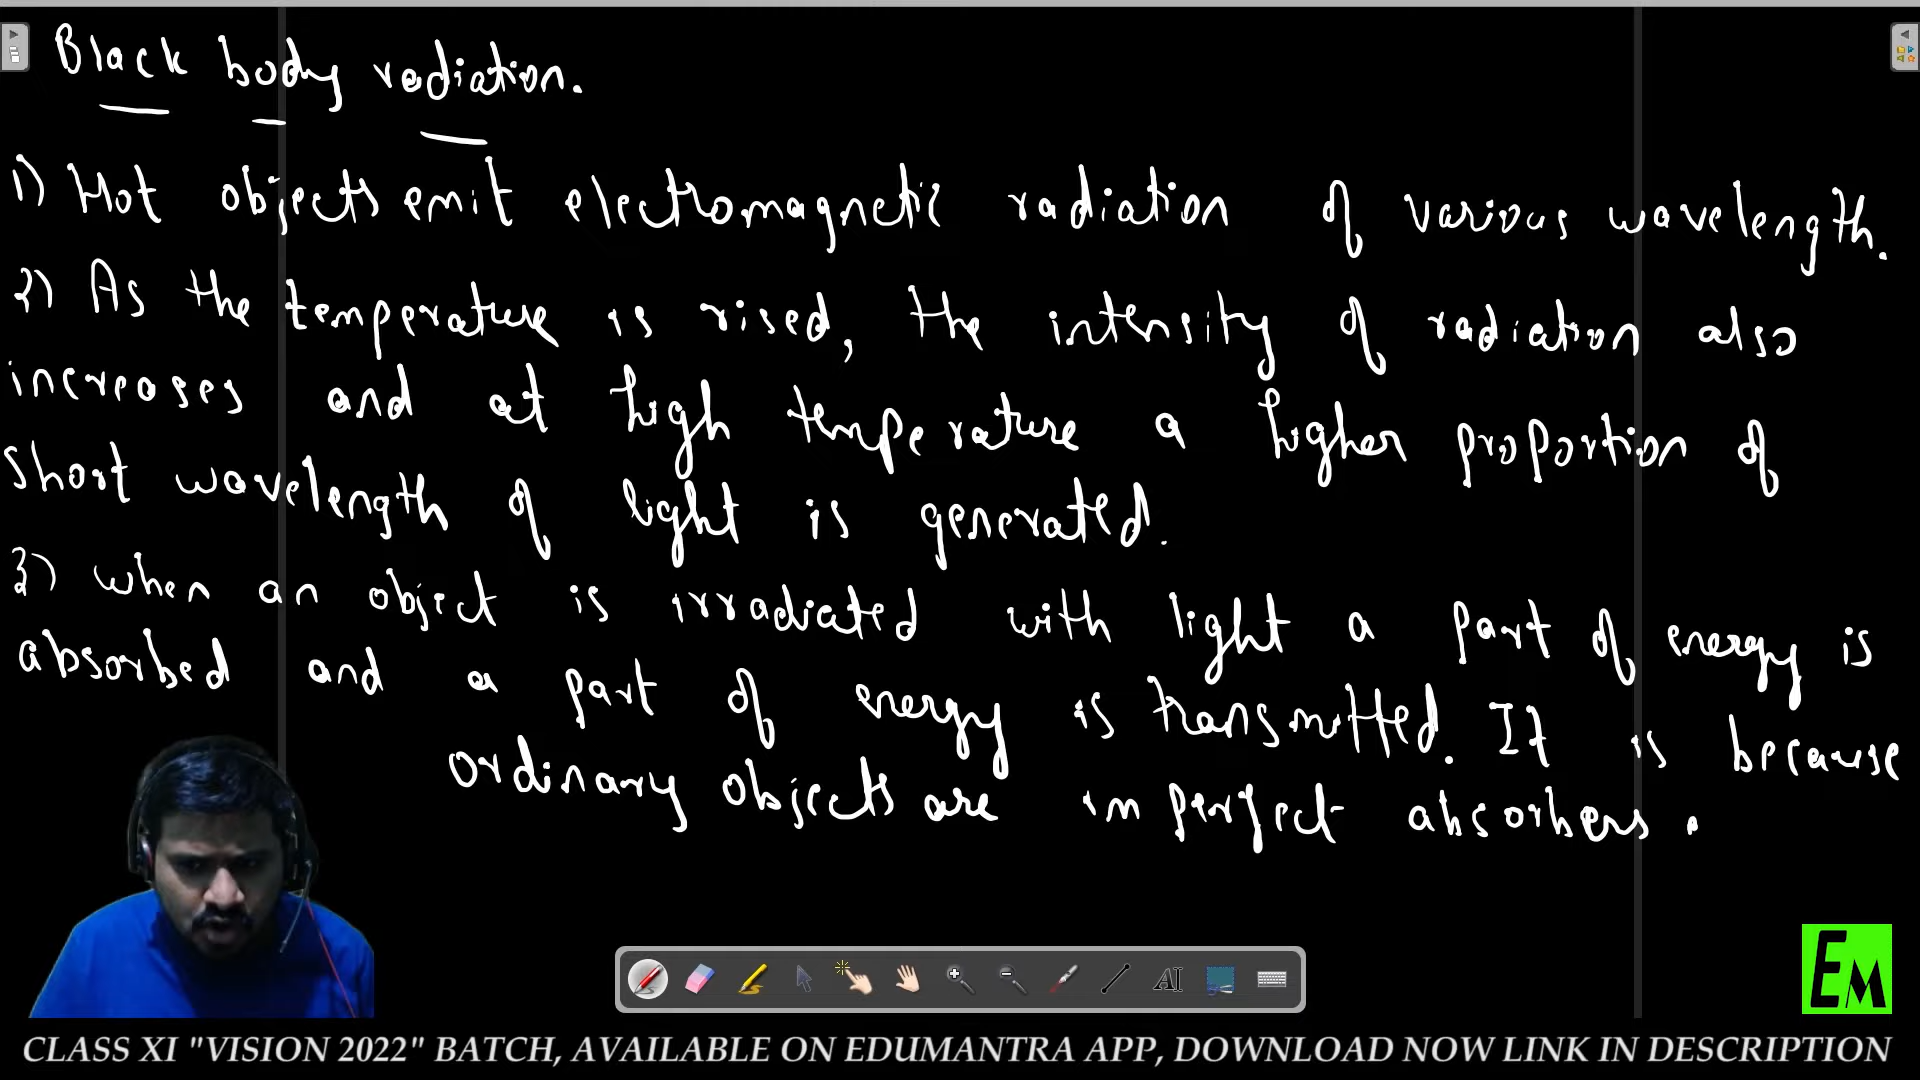 Black body radiation.
1) Hot objects emit electromagnetic radiation of various wavelength.
2) As the temperature is rised, the intensity of radiation also
increases and at high temperature a higher proportion of
short wavelength of light is generated.
3) When an object is irradiated with light a part of energy is
absorbed and a part of energy is transmitted. It is because
ordinary objects are imperfect absorbers.
AI
EM
CLASS XI "VISION 2022" BATCH, AVAILABLE ON EDUMANTRA APP, DOWNLOAD NOW LINK IN DESCRIPTION